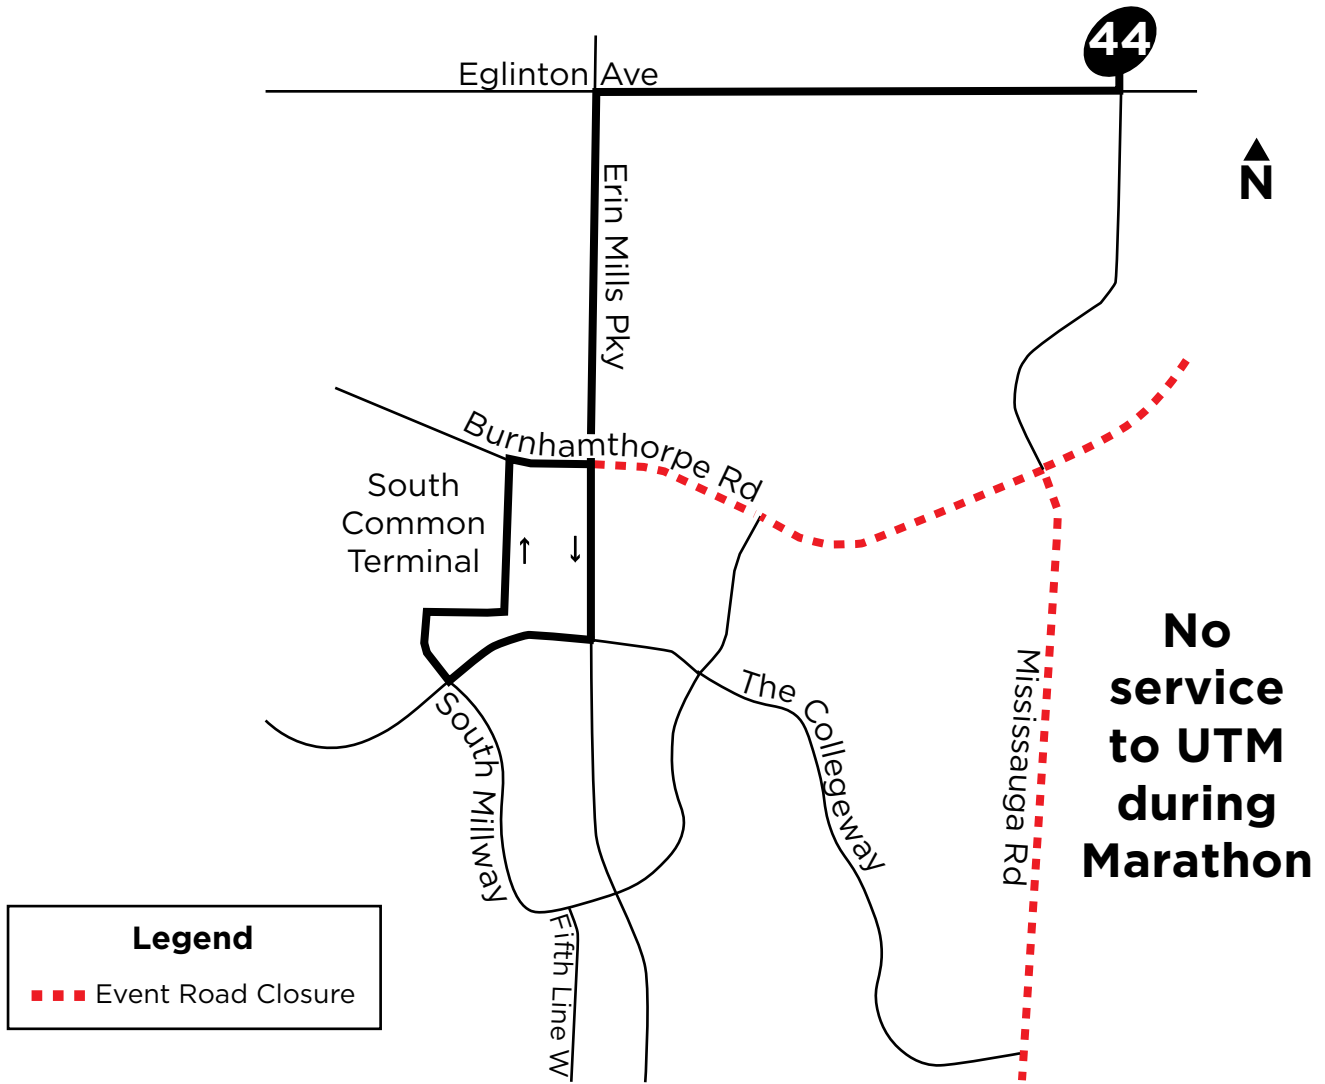 44
Eglinton Ave
N
Erin Mills Pky
Burnhamthorpe Rd
South
Common
Terminal
↑ ↓
No
service
to UTM
during
Marathon
Mississauga Rd
The Collegeway
South Millway
Fifth Line W
Legend
Event Road Closure